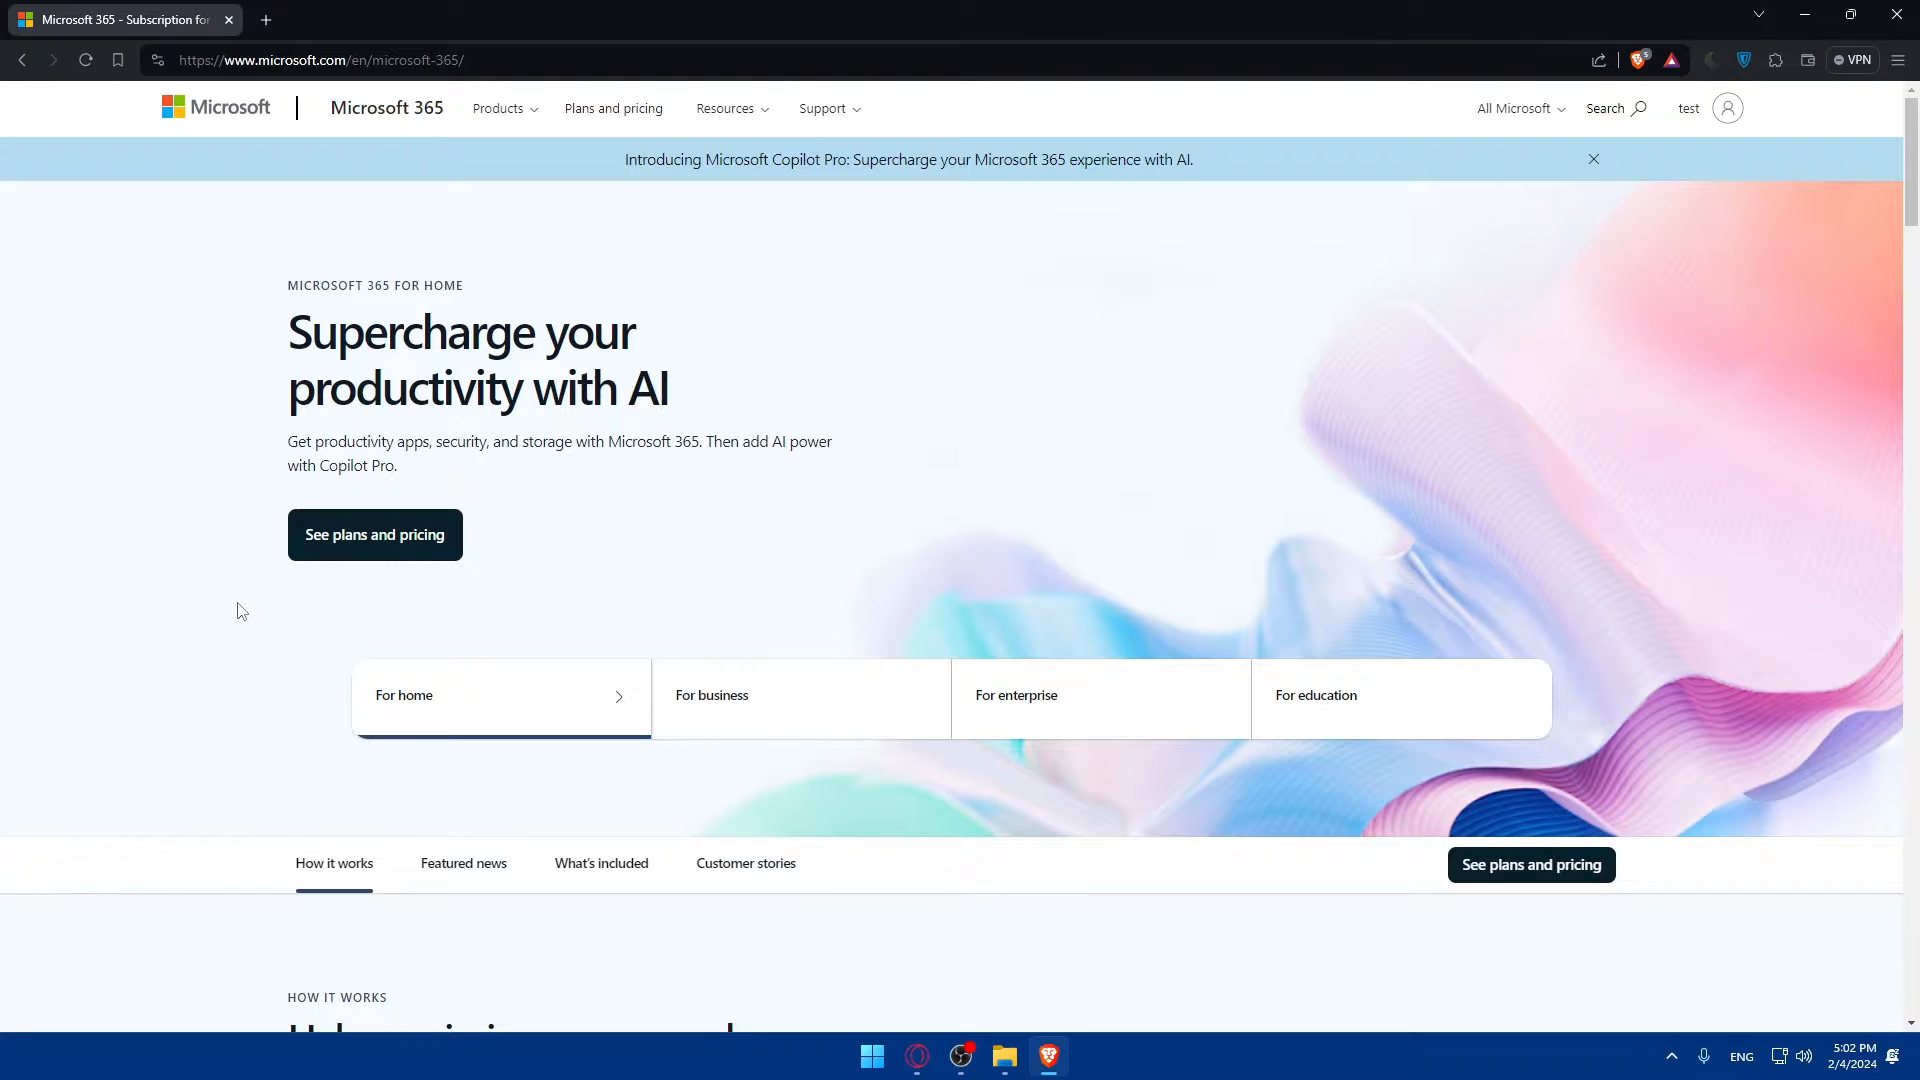 Microsoft 365 - Subscription for
https://www.microsoft.com/en/microsoft-365/
5
VPN
Microsoft
Microsoft 365
Products
Plans and pricing
Resources
Support
All Microsoft
Search
test
Introducing Microsoft Copilot Pro: Supercharge your Microsoft 365 experience with AI.
MICROSOFT 365 FOR HOME
Supercharge your
productivity with AI
Get productivity apps, security, and storage with Microsoft 365. Then add AI power
with Copilot Pro.
See plans and pricing
For home
For business
For enterprise
For education
How it works
Featured news
What's included
Customer stories
See plans and pricing
HOW IT WORKS
ENG
5:02 PM
2/4/2024